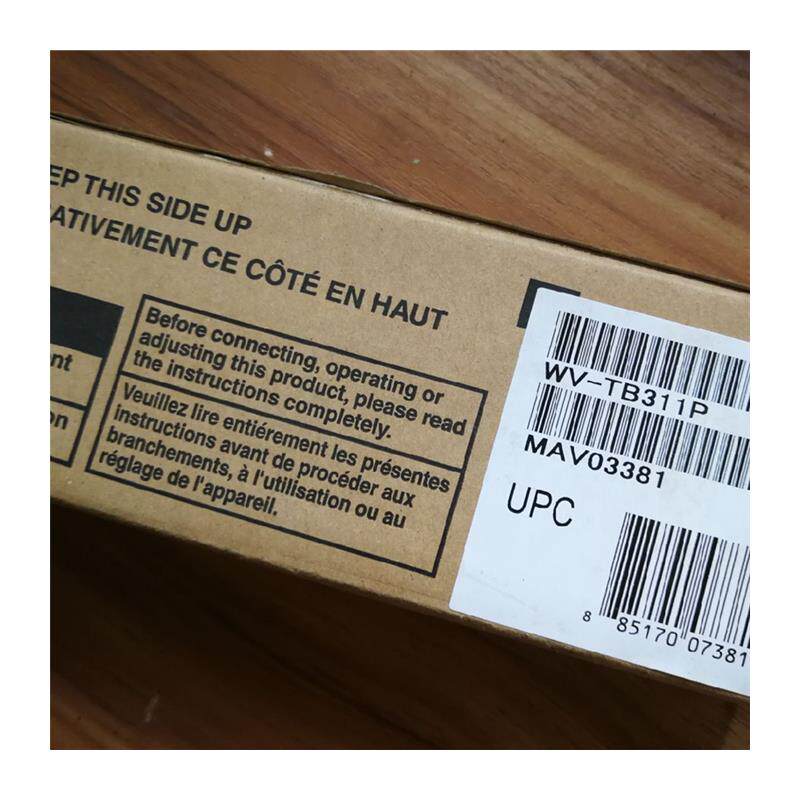 EP THIS SIDE UP
ATIVEMENT CE CÔTÉ EN HAUT
nt
on
Before connecting, operating or
adjusting this product, please read
the instructions completely.
Veuillez lire entiérement les présentes
instructions avant de procéder aux
branchements, à l'utilisation ou au
réglage de l'appareil.
WV-TB311P
MAV03381
UPC
8 85170 07381